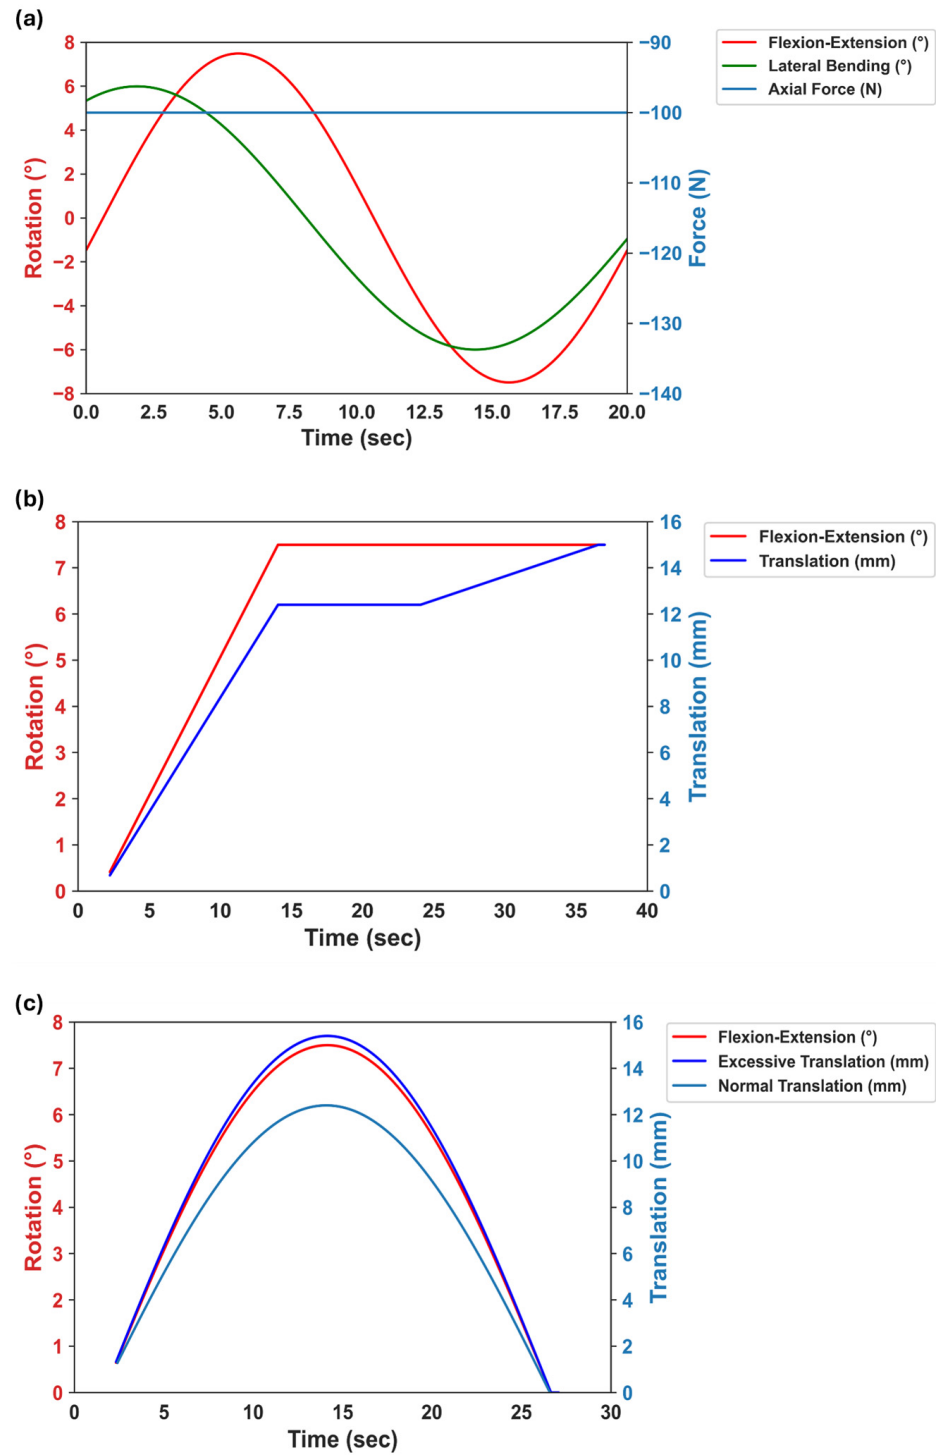 (a)
8
6
4
2
0
−2
−4
−6
−8
Rotation (°)
−90
−100
−110
−120
−130
−140
Force (N)
0.0 2.5 5.0 7.5 10.0 12.5 15.0 17.5 20.0
Time (sec)
Flexion-Extension (°)
Lateral Bending (°)
Axial Force (N)
(b)
8
7
6
5
4
3
2
1
0
Rotation (°)
16
14
12
10
8
6
4
2
0
Translation (mm)
0 5 10 15 20 25 30 35 40
Time (sec)
Flexion-Extension (°)
Translation (mm)
(c)
8
7
6
5
4
3
2
1
0
Rotation (°)
16
14
12
10
8
6
4
2
0
Translation (mm)
0 5 10 15 20 25 30
Time (sec)
Flexion-Extension (°)
Excessive Translation (mm)
Normal Translation (mm)